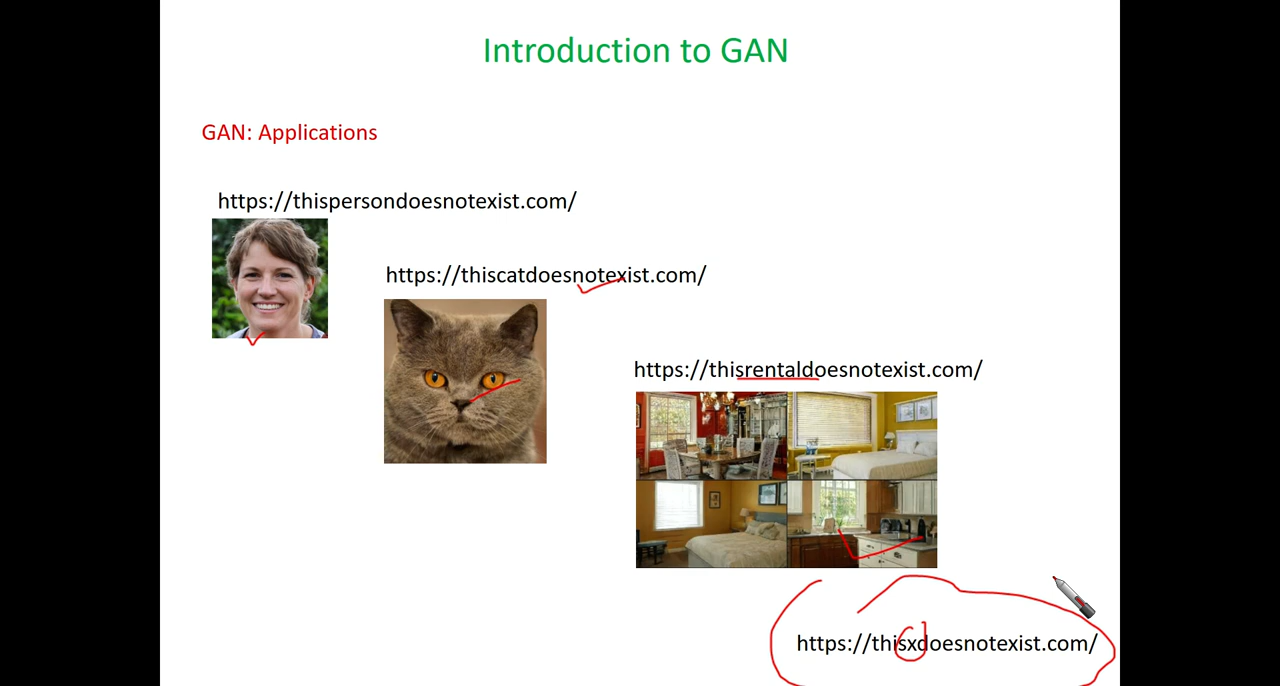 Introduction to GAN
GAN: Applications
https://thispersondoesnotexist.com/
https://thiscatdoesnotexist.com/
https://thisrentaldoesnotexist.com/
https://thisxdoesnotexist.com/